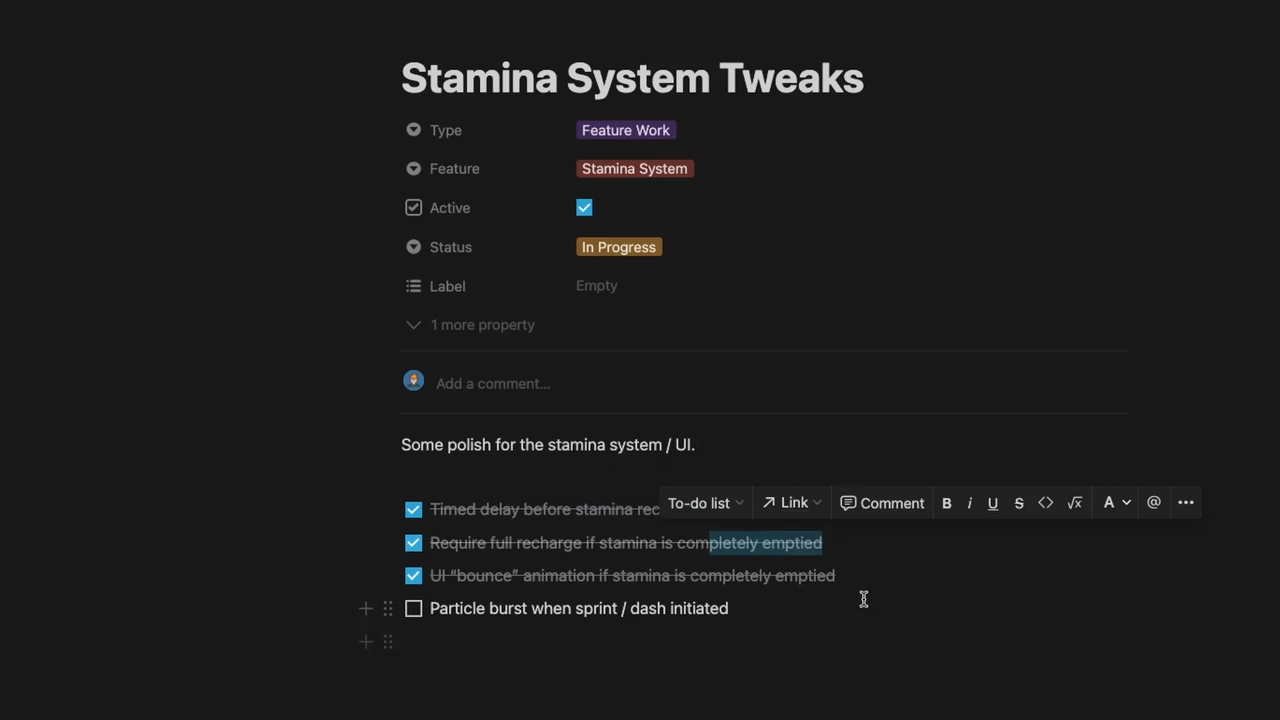 Stamina System Tweaks
Type Feature Work
Feature Stamina System
Active
Status In Progress
Label Empty
1 more property
Add a comment...
Some polish for the stamina system / UI.
Timed delay before stamina
To-do list Link Comment B i U S <> √x A @ •••
Require full recharge if stamina is completely emptied
UI “bounce” animation if stamina is completely emptied
Particle burst when sprint / dash initiated